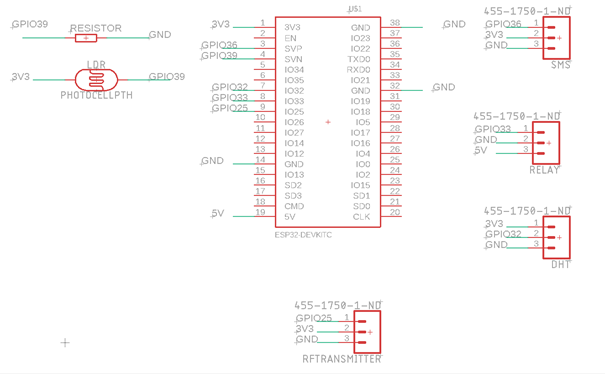 GPIO39
RESISTOR
GND
3V3
LDR
GPIO39
PHOTOCELLPTH
U$1
3V3 1 3V3 GND 38 GND
2 EN IO23 37
GPIO36 3 SVP IO22 36
GPIO39 4 SVN TXD0 35
5 IO34 RXD0 34
6 IO35 IO21 33
GPIO32 7 IO32 GND 32 GND
GPIO33 8 IO33 IO19 31
GPIO25 9 IO25 IO18 30
10 IO26 IO5 29
11 IO27 IO17 28
12 IO14 IO16 27
13 IO12 IO4 26
GND 14 GND IO0 25
15 IO13 IO2 24
16 SD2 IO15 23
17 SD3 SD1 22
18 CMD SD0 21
5V 19 5V CLK 20
ESP32 DEVKITC
455-1750-1-ND
GPIO36 1
3V3 2
GND 3
SMS
455-1750-1-ND
GPIO33 1
GND 2
5V 3
RELAY
455-1750-1-ND
3V3 1
GPIO32 2
GND 3
DHT
455-1750-1-ND
GPIO25 1
3V3 2
GND 3
RFTRANSMITTER